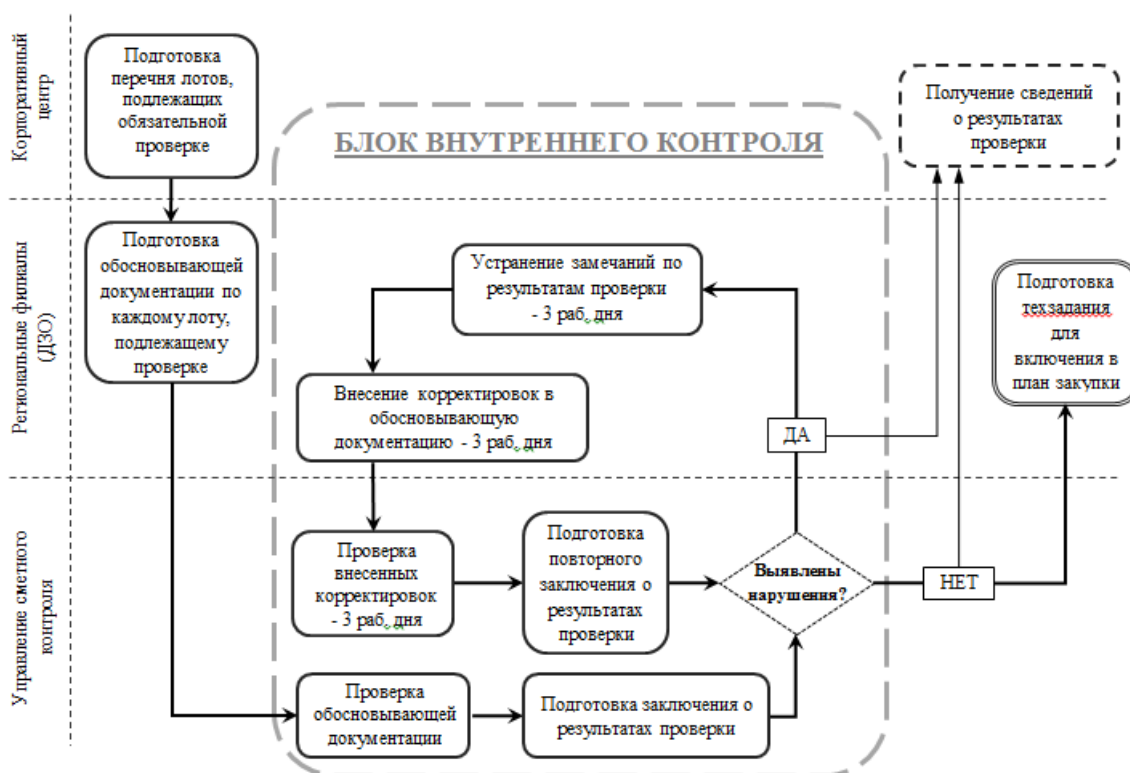 Корпоративный
центр
Подготовка
перечня лотов,
подлежащих
обязательной
проверке
БЛОК ВНУТРЕННЕГО КОНТРОЛЯ
Получение сведений
о результатах
проверки
Региональные филиалы
(ДЗО)
Подготовка
обосновывающей
документации по
каждому лоту,
подлежащему
проверке
Устранение замечаний по
результатам проверки
- 3 раб. дня
Внесение корректировок в
обосновывающую
документацию - 3 раб. дня
ДА
Подготовка
техзадания
для
включения в
план закупки
Управление сметного
контроля
Проверка
внесенных
корректировок
- 3 раб. дня
Подготовка
повторного
заключения о
результатах
проверки
Выявлены
нарушения?
НЕТ
Проверка
обосновывающей
документации
Подготовка заключения о
результатах проверки